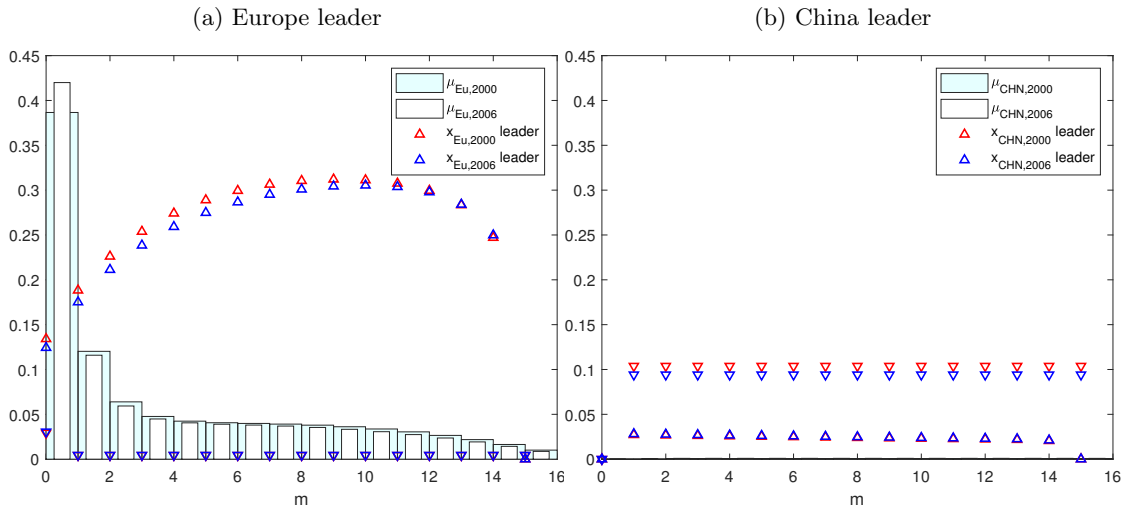 (a) Europe leader
(b) China leader
0.45
0.4
0.35
0.3
0.25
0.2
0.15
0.1
0.05
0
0 2 4 6 8 10 12 14 16
m
μEu,2000
μEu,2006
xEu,2000 leader
xEu,2006 leader
0.45
0.4
0.35
0.3
0.25
0.2
0.15
0.1
0.05
0
0 2 4 6 8 10 12 14 16
m
μCHN,2000
μCHN,2006
xCHN,2000 leader
xCHN,2006 leader